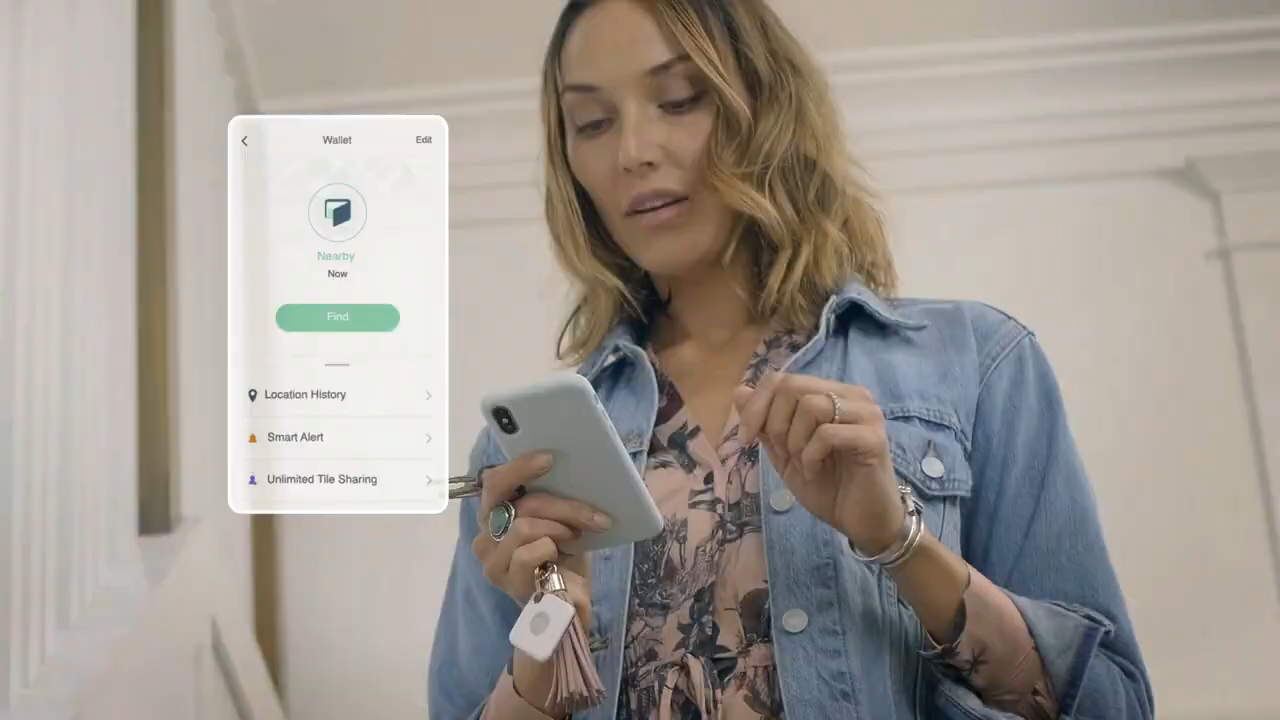 Wallet
Edit
Nearby
Now
Find
Location History
Smart Alert
Unlimited Tile Sharing